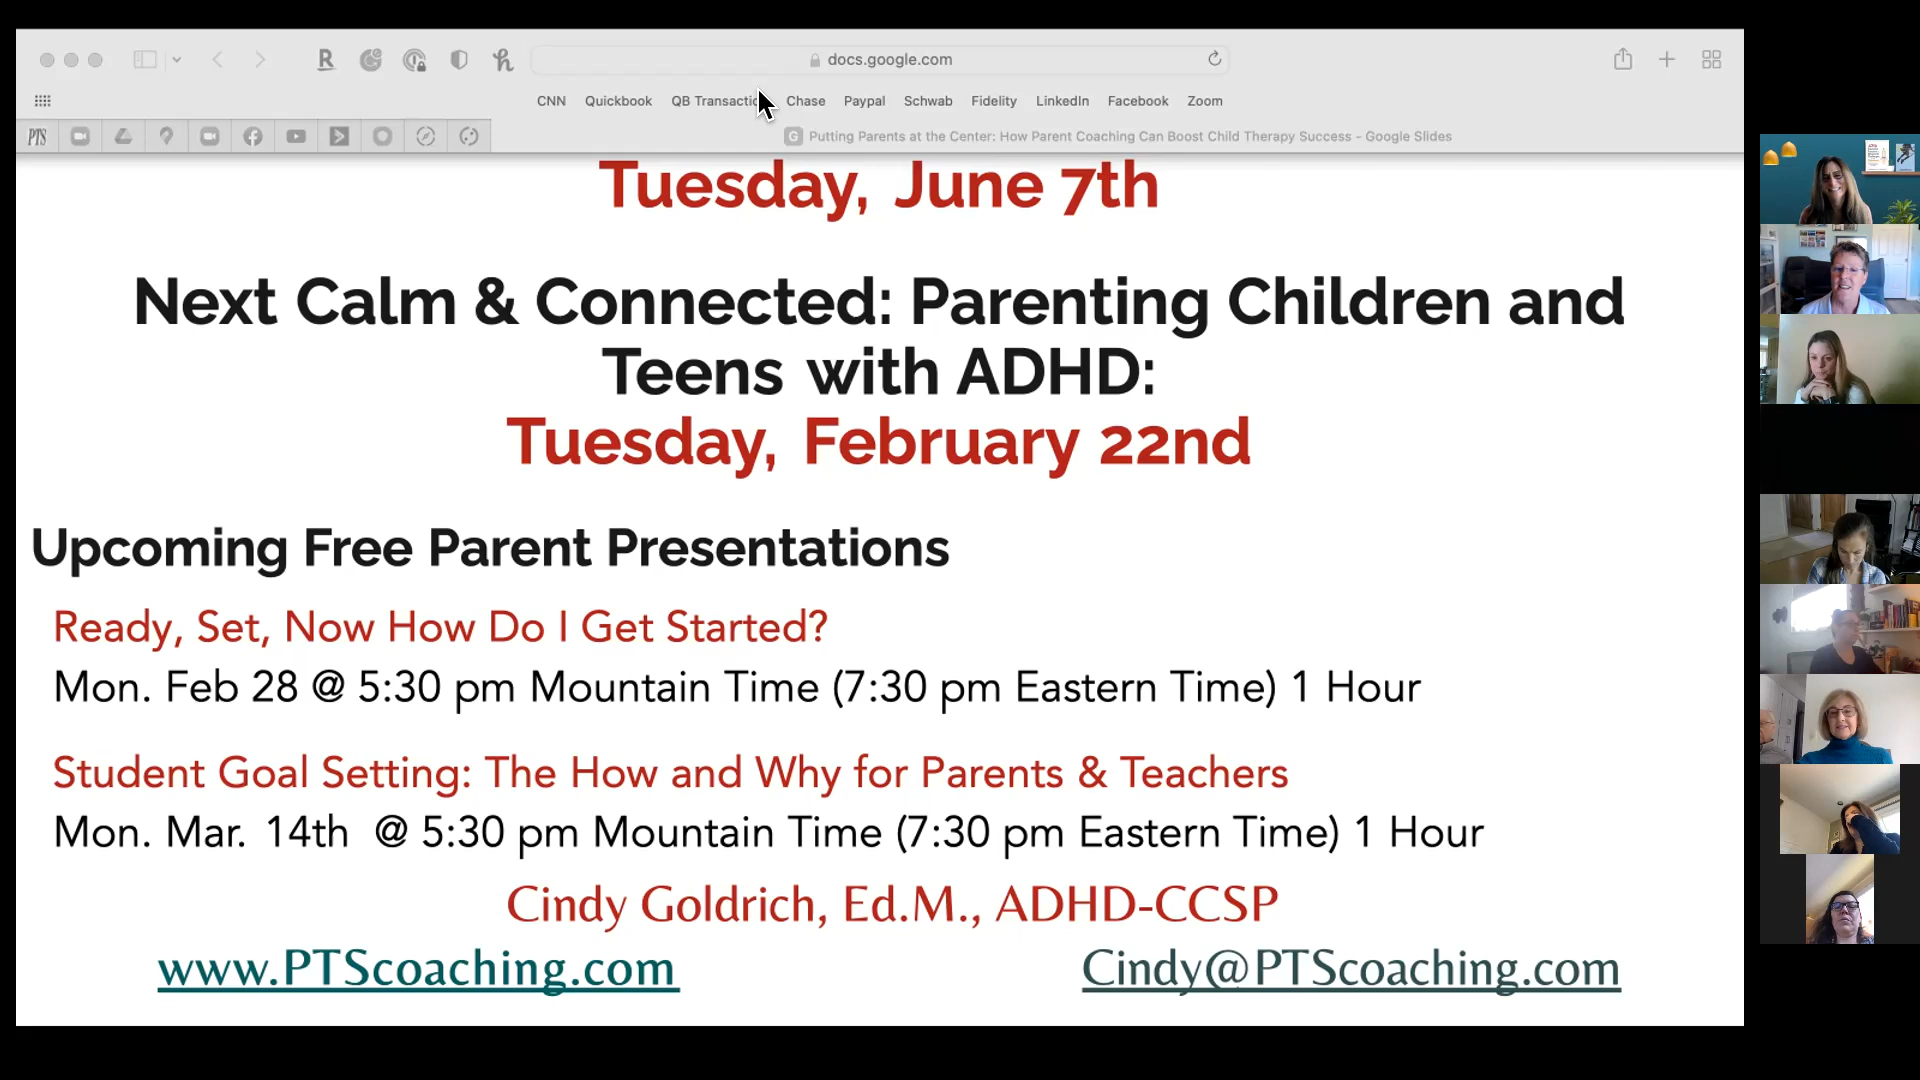 docs.google.com
CNN Quickbook QB Transactio Chase Paypal Schwab Fidelity LinkedIn Facebook Zoom
PTS
G Putting Parents at the Center: How Parent Coaching Can Boost Child Therapy Success - Google Slides
Tuesday, June 7th
Next Calm & Connected: Parenting Children and
Teens with ADHD:
Tuesday, February 22nd
Upcoming Free Parent Presentations
Ready, Set, Now How Do I Get Started?
Mon. Feb 28 @ 5:30 pm Mountain Time (7:30 pm Eastern Time) 1 Hour
Student Goal Setting: The How and Why for Parents & Teachers
Mon. Mar. 14th @ 5:30 pm Mountain Time (7:30 pm Eastern Time) 1 Hour
Cindy Goldrich, Ed.M., ADHD-CCSP
www.PTScoaching.com Cindy@PTScoaching.com